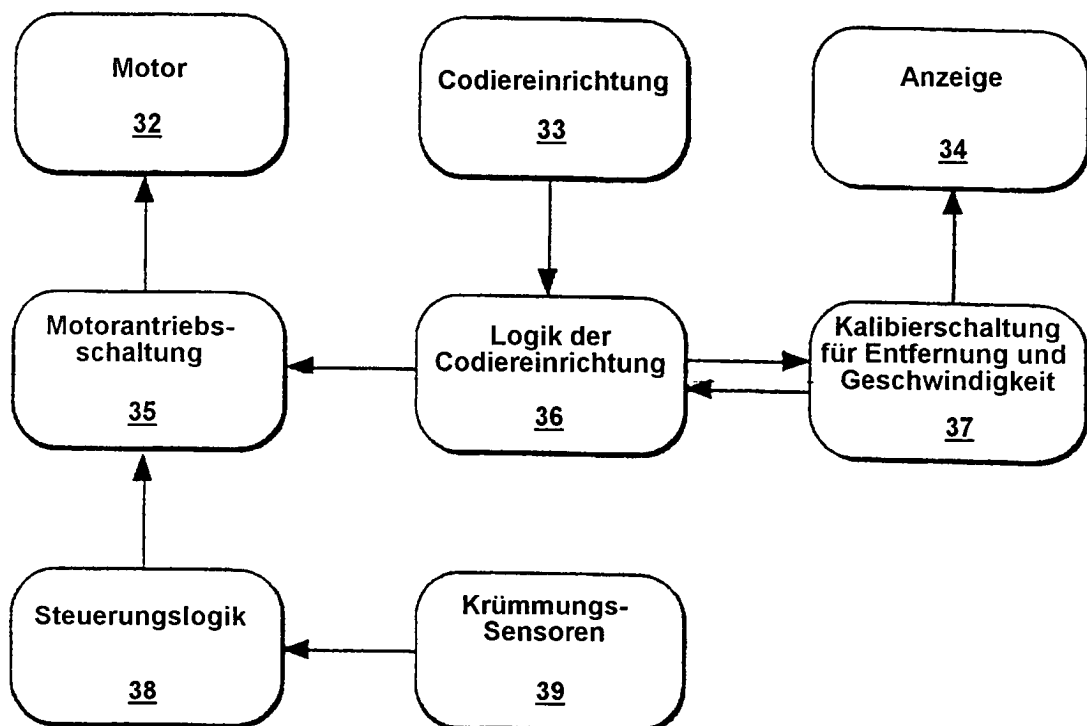 Motor
32
Codiereinrichtung
33
Anzeige
34
Motorantriebs-
schaltung
35
Logik der
Codiereinrichtung
36
Kalibierschaltung
für Entfernung und
Geschwindigkeit
37
Steuerungslogik
38
Krümmungs-
Sensoren
39